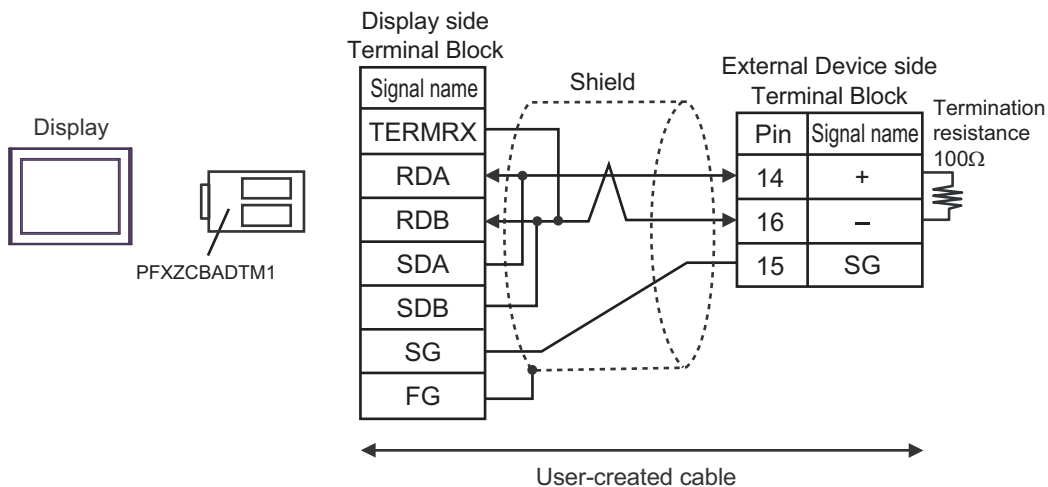 Display
PFXZCBADTM1
Display side
Terminal Block
Signal name
TERMRX
RDA
RDB
SDA
SDB
SG
FG
Shield
External Device side
Terminal Block
Pin Signal name
14 +
16 –
15 SG
Termination
resistance
100Ω
User-created cable